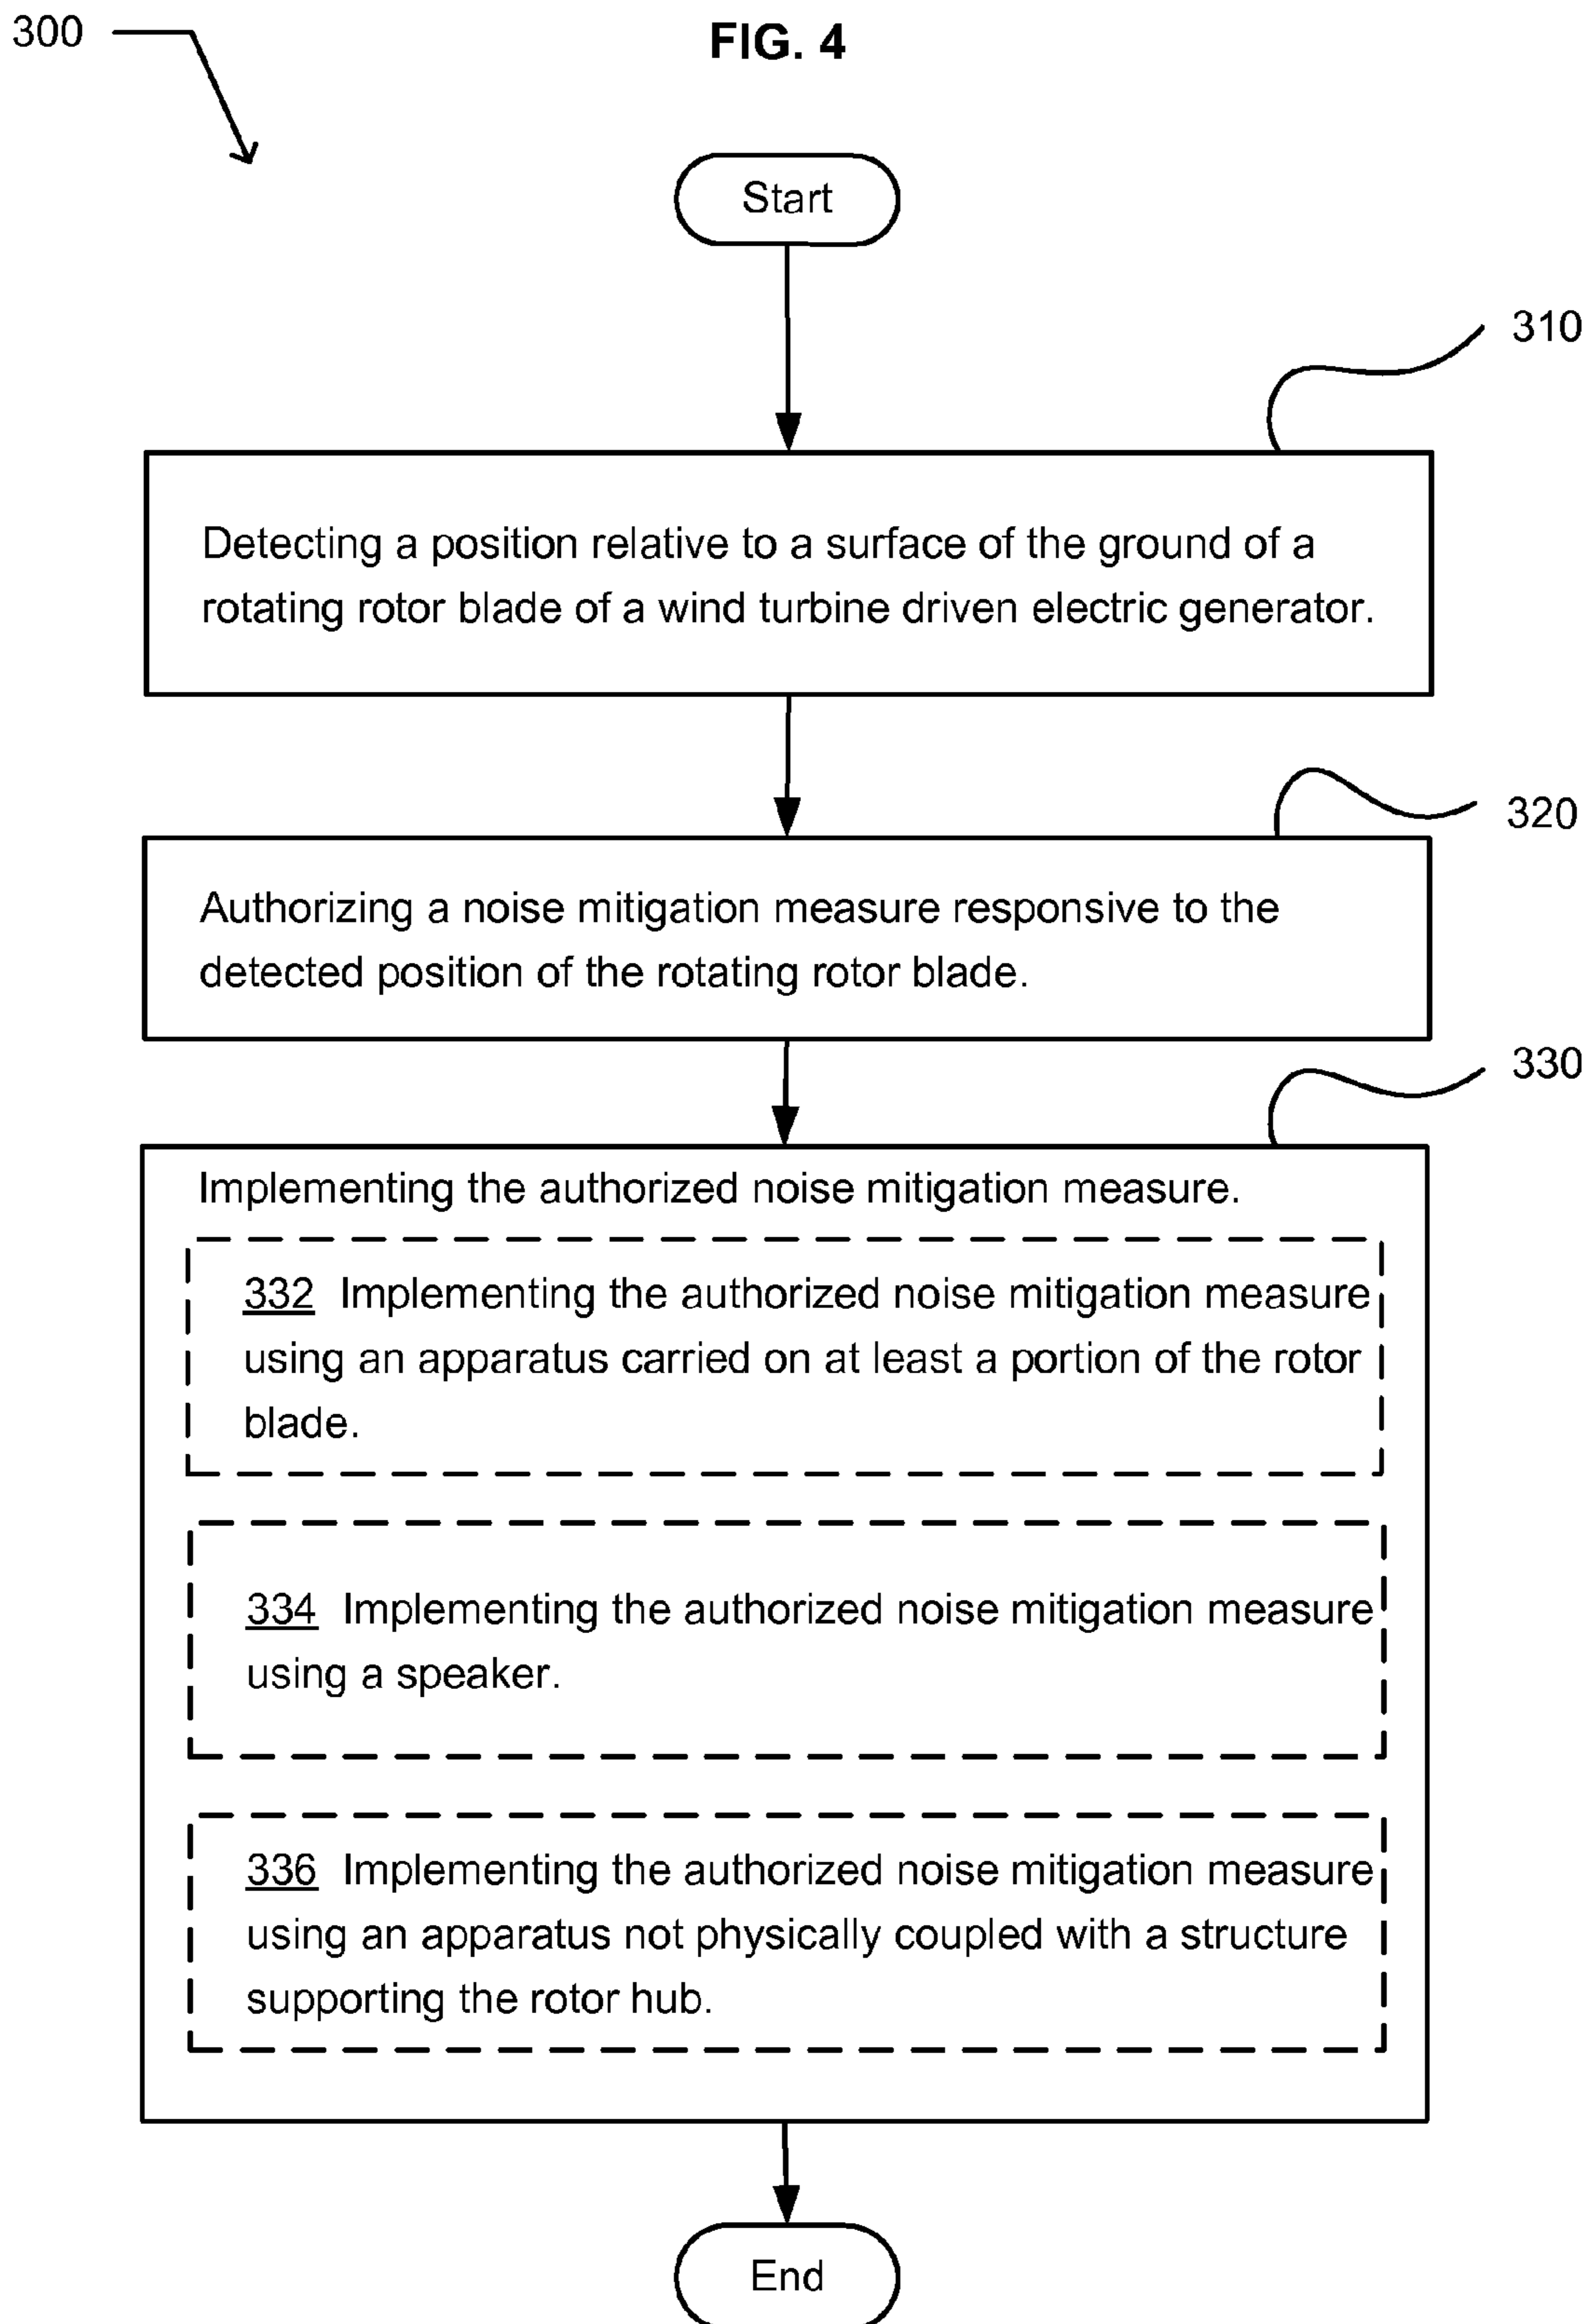 300
FIG. 4
Start
310
Detecting a position relative to a surface of the ground of a
rotating rotor blade of a wind turbine driven electric generator.
320
Authorizing a noise mitigation measure responsive to the
detected position of the rotating rotor blade.
330
Implementing the authorized noise mitigation measure.
332 Implementing the authorized noise mitigation measure
using an apparatus carried on at least a portion of the rotor
blade.
334 Implementing the authorized noise mitigation measure
using a speaker.
336 Implementing the authorized noise mitigation measure
using an apparatus not physically coupled with a structure
supporting the rotor hub.
End